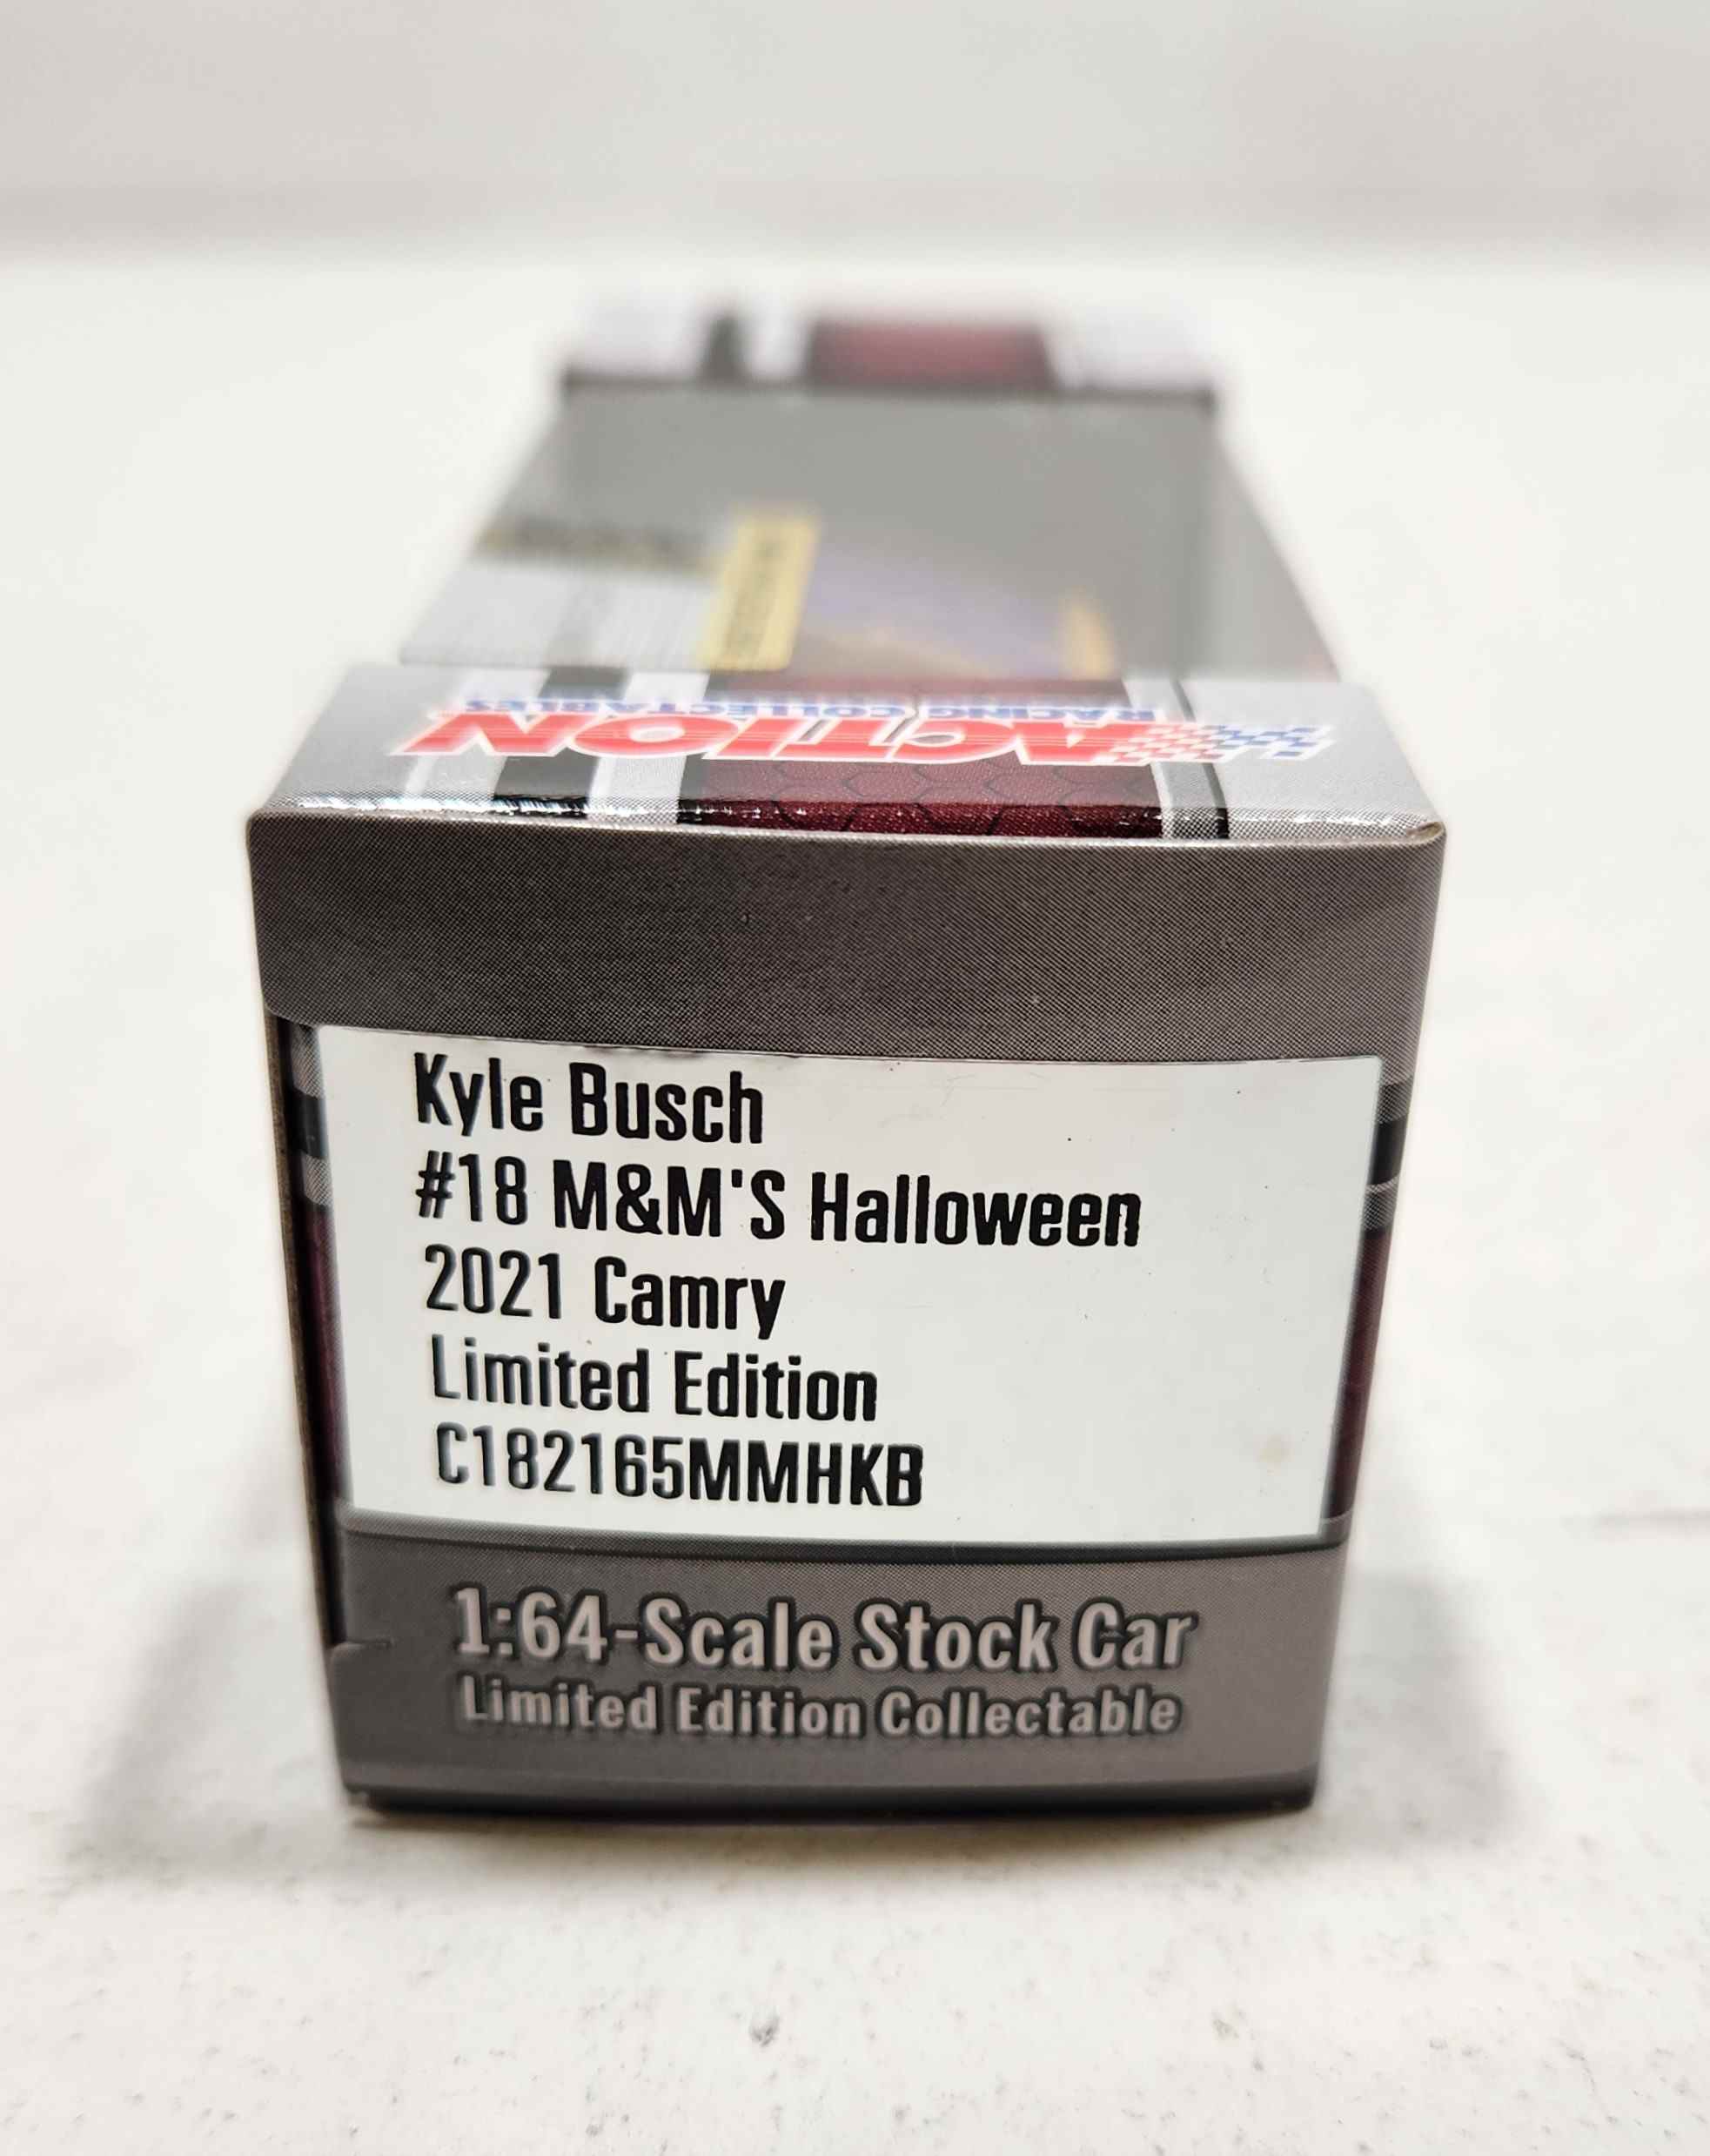 ACTION
RACING COLLECTABLES
Kyle Busch
#18 M&M'S Halloween
2021 Camry
Limited Edition
C182165MMHKB
1:64-Scale Stock Car
Limited Edition Collectable